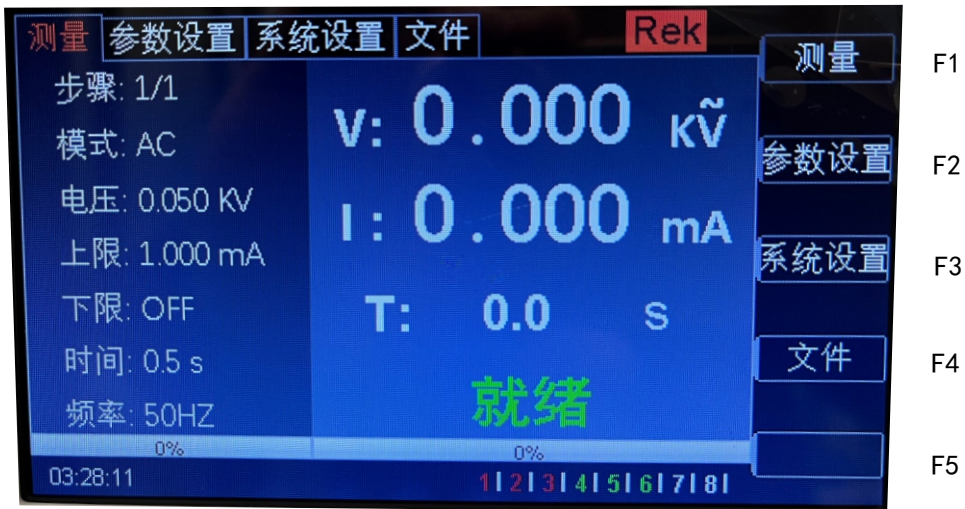 测量 参数设置 系统设置 文件 Rek
步骤: 1/1
模式: AC
电压: 0.050 KV
上限: 1.000 mA
下限: OFF
时间: 0.5 s
频率: 50HZ
V: 0.000 KṼ
I: 0.000 mA
T: 0.0 s
就绪
0% 0%
03:28:11 1|2|3|4|5|6|7|8|
测量 F1
参数设置 F2
系统设置 F3
文件 F4
F5